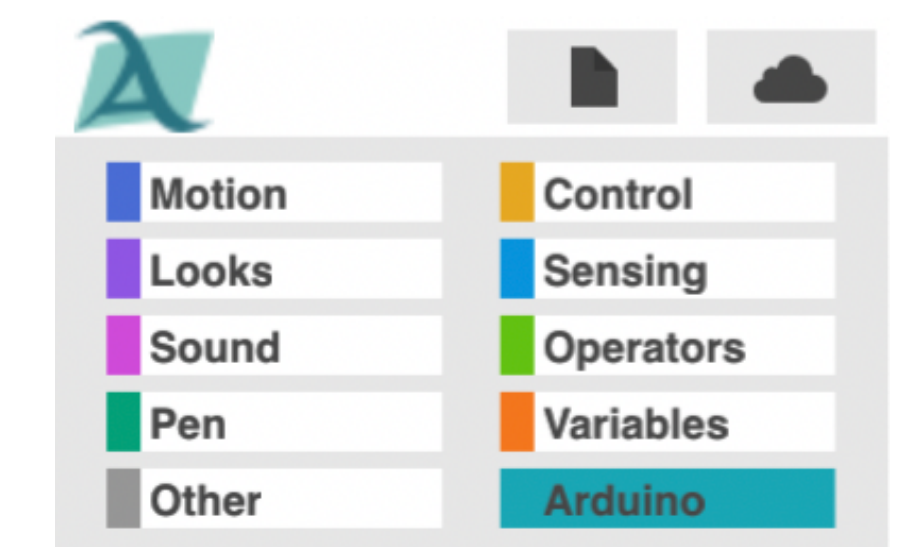 Motion
Control
Looks
Sensing
Sound
Operators
Pen
Variables
Other
Arduino